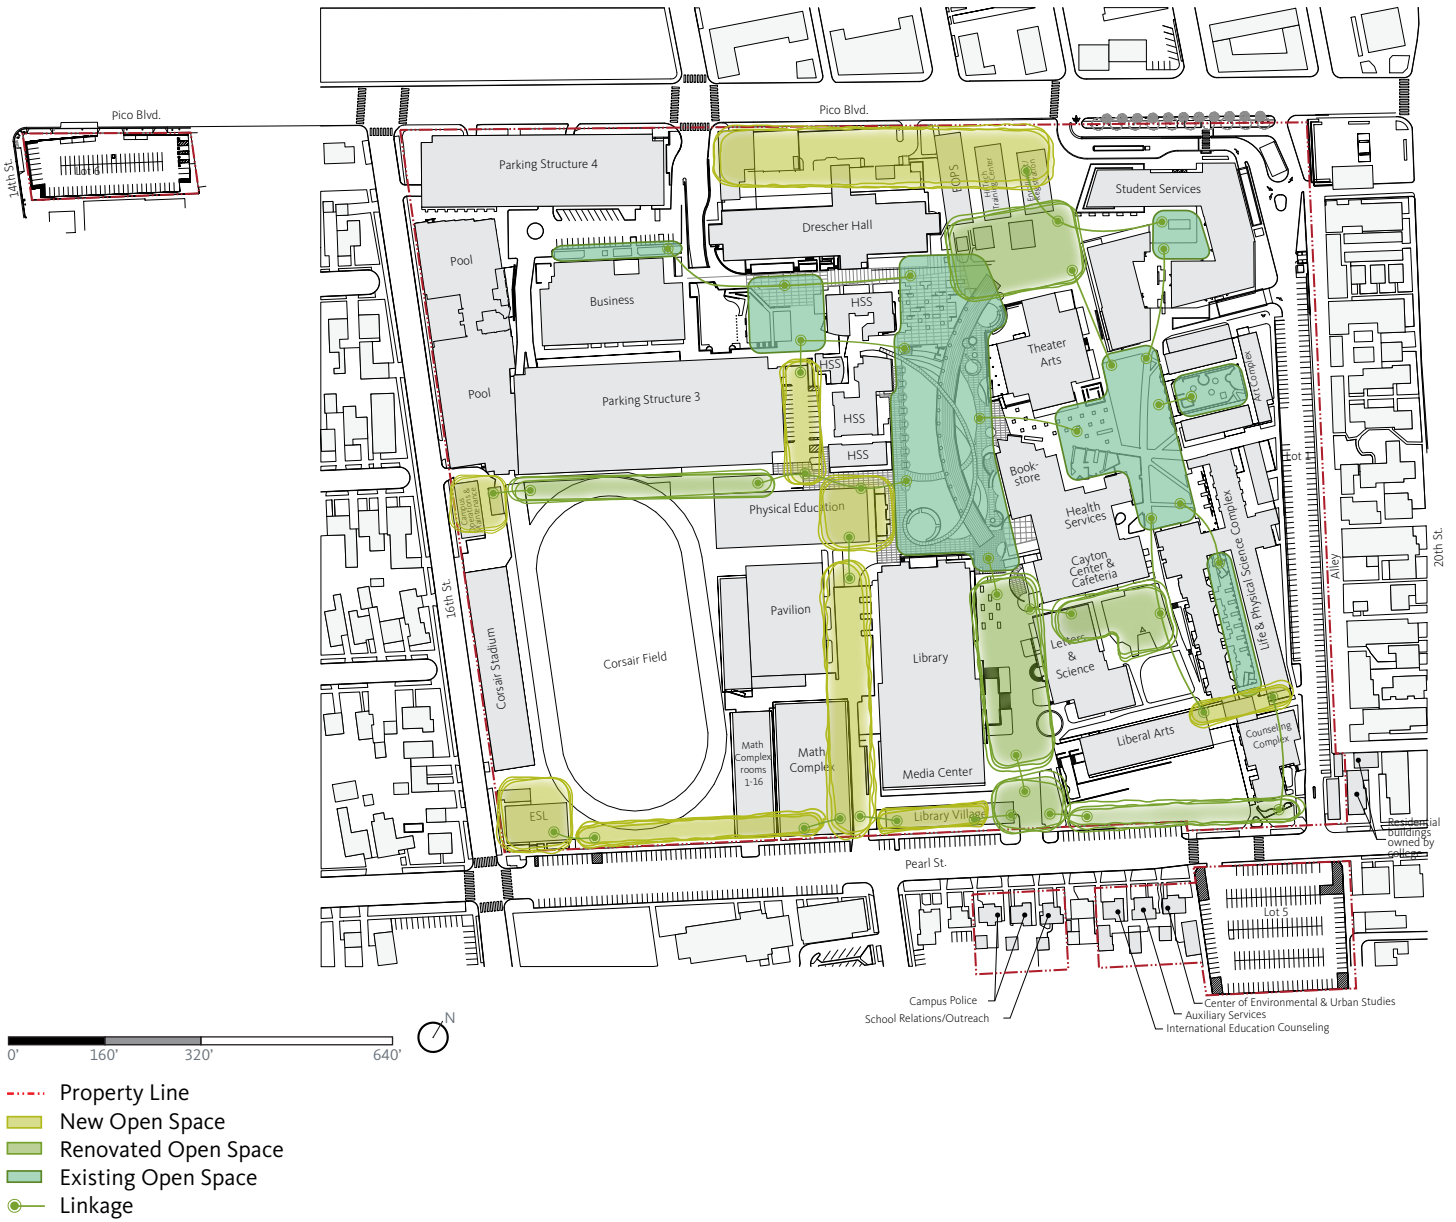 Pico Blvd.
Pico Blvd.
14th St.
Lot 6
Parking Structure 4
EOPS
HiTech
Training Center
Student Services
Drescher Hall
Pool
Business
HSS
Theater
Arts
HSS
Pool
Parking Structure 3
HSS
Art Complex
HSS
Lot 1
Book-
store
Campus
Operations &
Maintenance
Physical Education
Health
Services
Life & Physical Science Complex
20th St.
Alley
Cayton
Center &
Cafeteria
16th St.
Pavilion
Corsair Stadium
Corsair Field
Library
Letters
&
Science
Liberal Arts
Counseling
Complex
Math
Complex
rooms
1-16
Math
Complex
Media Center
ESL
Library Village
Residential
buildings
owned by
college
Pearl St.
Lot 5
Campus Police
School Relations/Outreach
Center of Environmental & Urban Studies
Auxiliary Services
International Education Counseling
N
0' 160' 320' 640'
Property Line
New Open Space
Renovated Open Space
Existing Open Space
Linkage